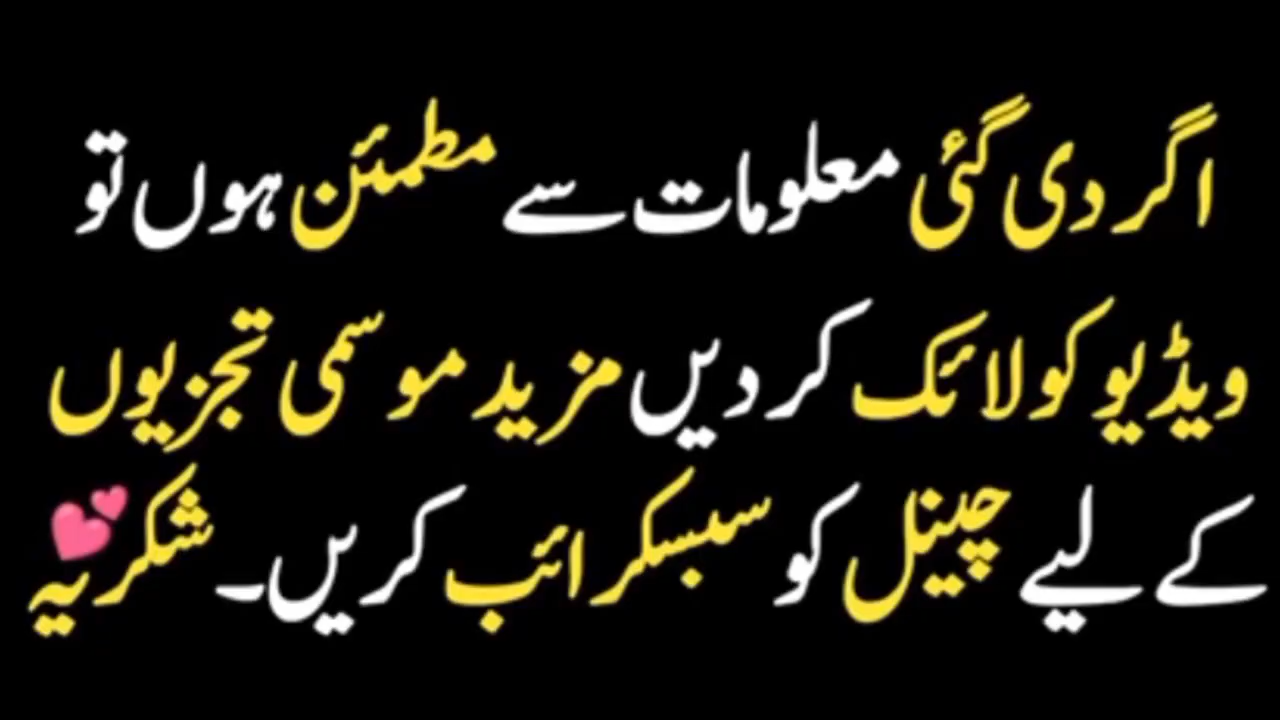 اگر دی گئی معلومات سے مطمئن ہوں تو
ویڈیو کو لائک کر دیں مزید موسمی تجزیوں
کے لیے چینل کو سبسکرائب کریں۔ شکریہ 💕